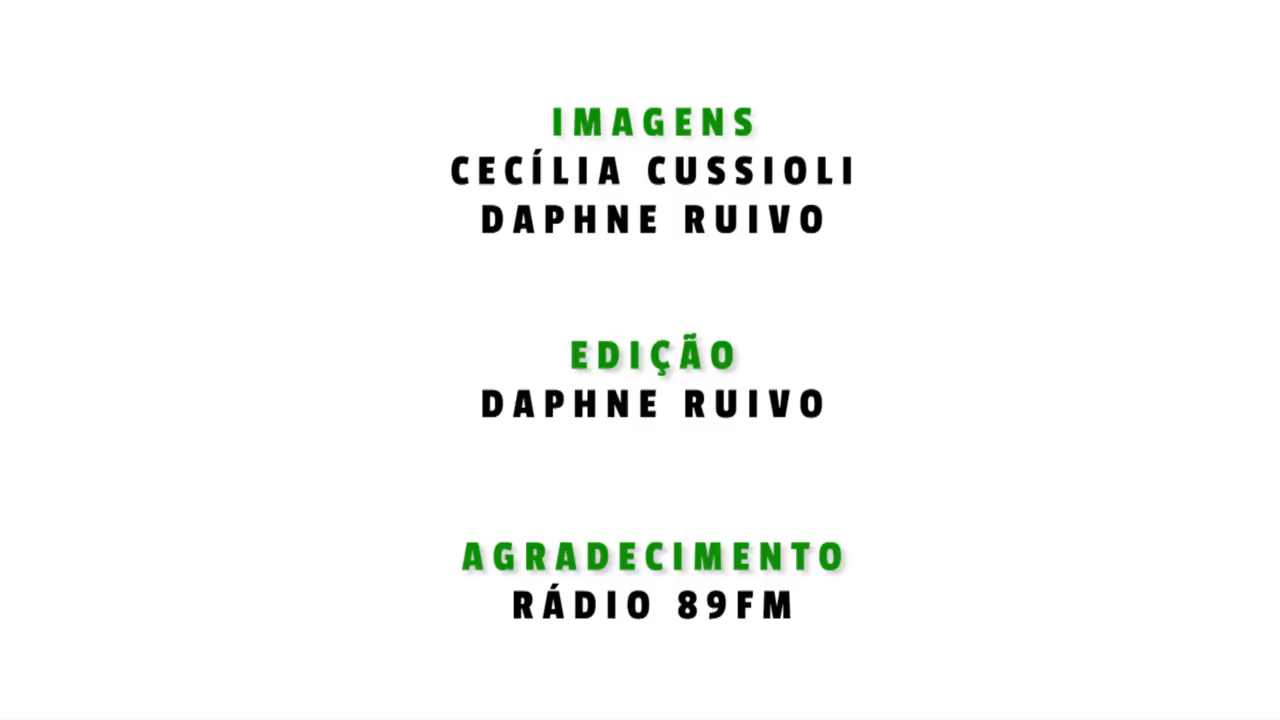 IMAGENS
CECÍLIA CUSSIOLI
DAPHNE RUIVO
EDIÇÃO
DAPHNE RUIVO
AGRADECIMENTO
RÁDIO 89FM